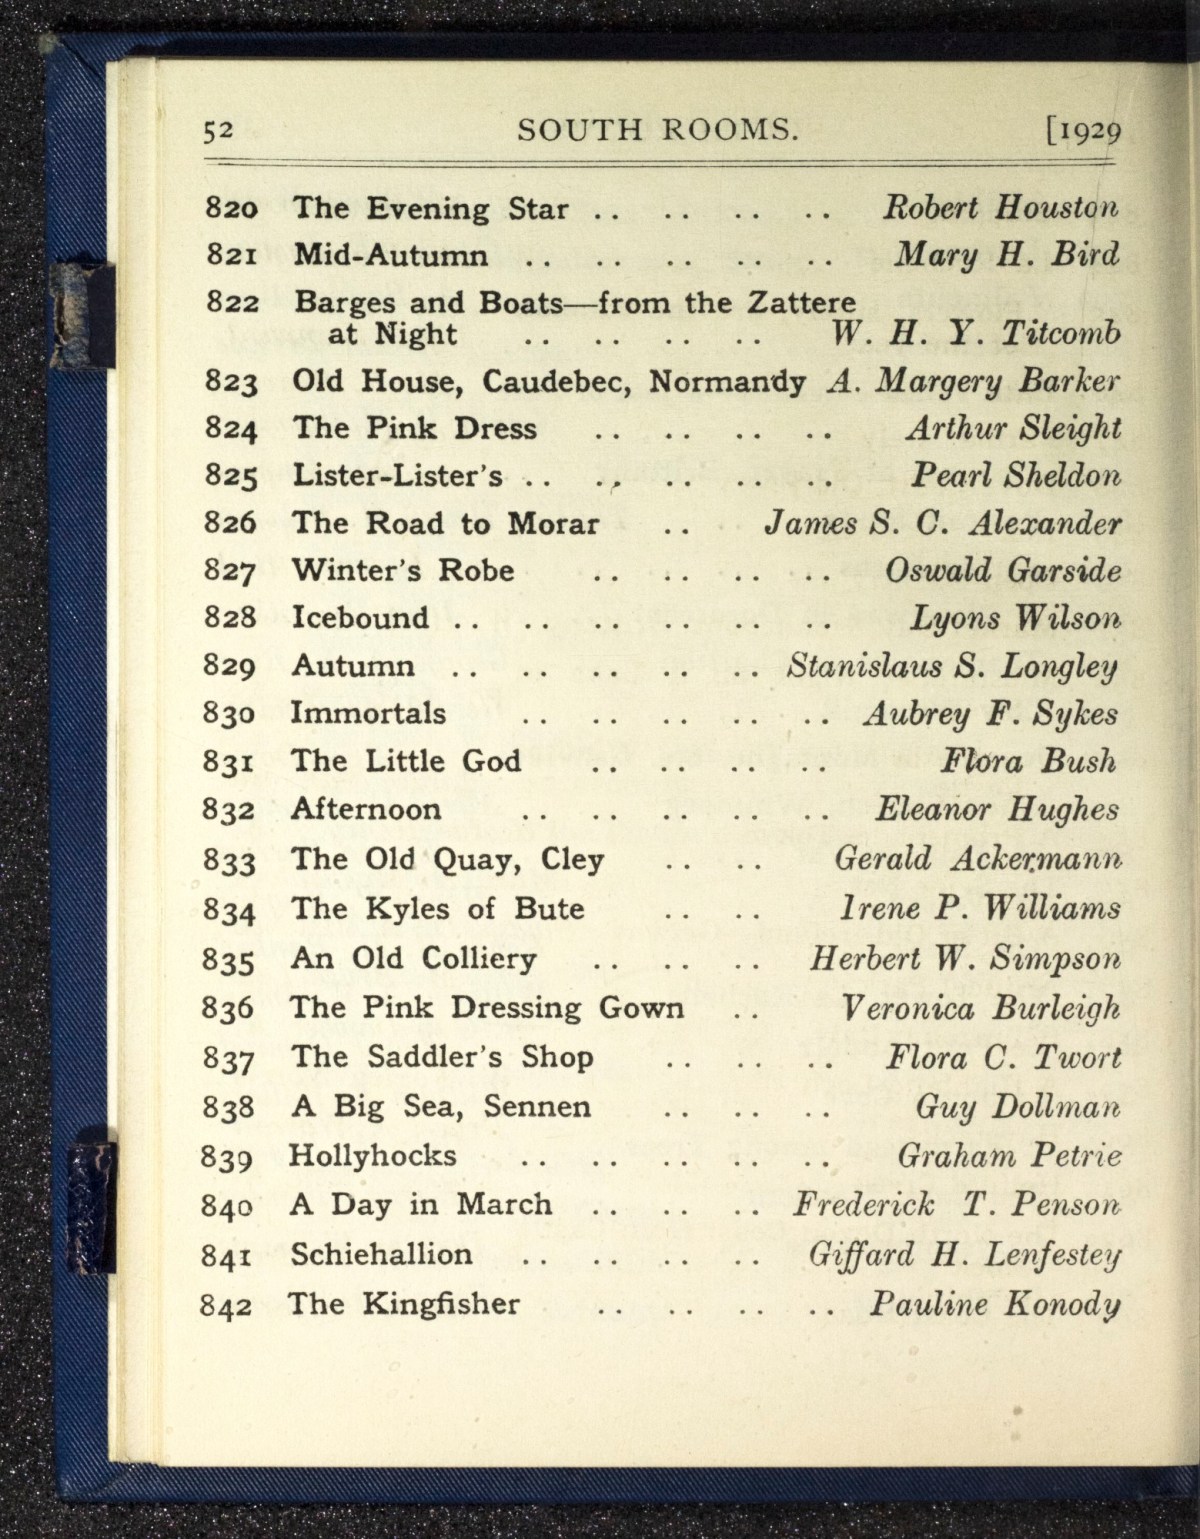 52 SOUTH ROOMS. [1929
820 The Evening Star .. .. .. .. Robert Houston
821 Mid-Autumn .. .. .. .. .. Mary H. Bird
822 Barges and Boats—from the Zattere
at Night .. .. .. .. W. H. Y. Titcomb
823 Old House, Caudebec, Normandy A. Margery Barker
824 The Pink Dress .. .. .. .. Arthur Sleight
825 Lister-Lister's .. .. .. .. .. Pearl Sheldon
826 The Road to Morar .. James S. C. Alexander
827 Winter's Robe .. .. .. .. Oswald Garside
828 Icebound .. .. .. .. .. .. Lyons Wilson
829 Autumn .. .. .. .. .. Stanislaus S. Longley
830 Immortals .. .. .. .. .. Aubrey F. Sykes
831 The Little God .. .. .. .. Flora Bush
832 Afternoon .. .. .. .. .. Eleanor Hughes
833 The Old Quay, Cley .. .. Gerald Ackermann
834 The Kyles of Bute .. .. Irene P. Williams
835 An Old Colliery .. .. .. Herbert W. Simpson
836 The Pink Dressing Gown .. Veronica Burleigh
837 The Saddler's Shop .. .. .. Flora C. Twort
838 A Big Sea, Sennen .. .. .. Guy Dollman
839 Hollyhocks .. .. .. .. .. Graham Petrie
840 A Day in March .. .. .. Frederick T. Penson
841 Schiehallion .. .. .. .. Giffard H. Lenfestey
842 The Kingfisher .. .. .. .. Pauline Konody